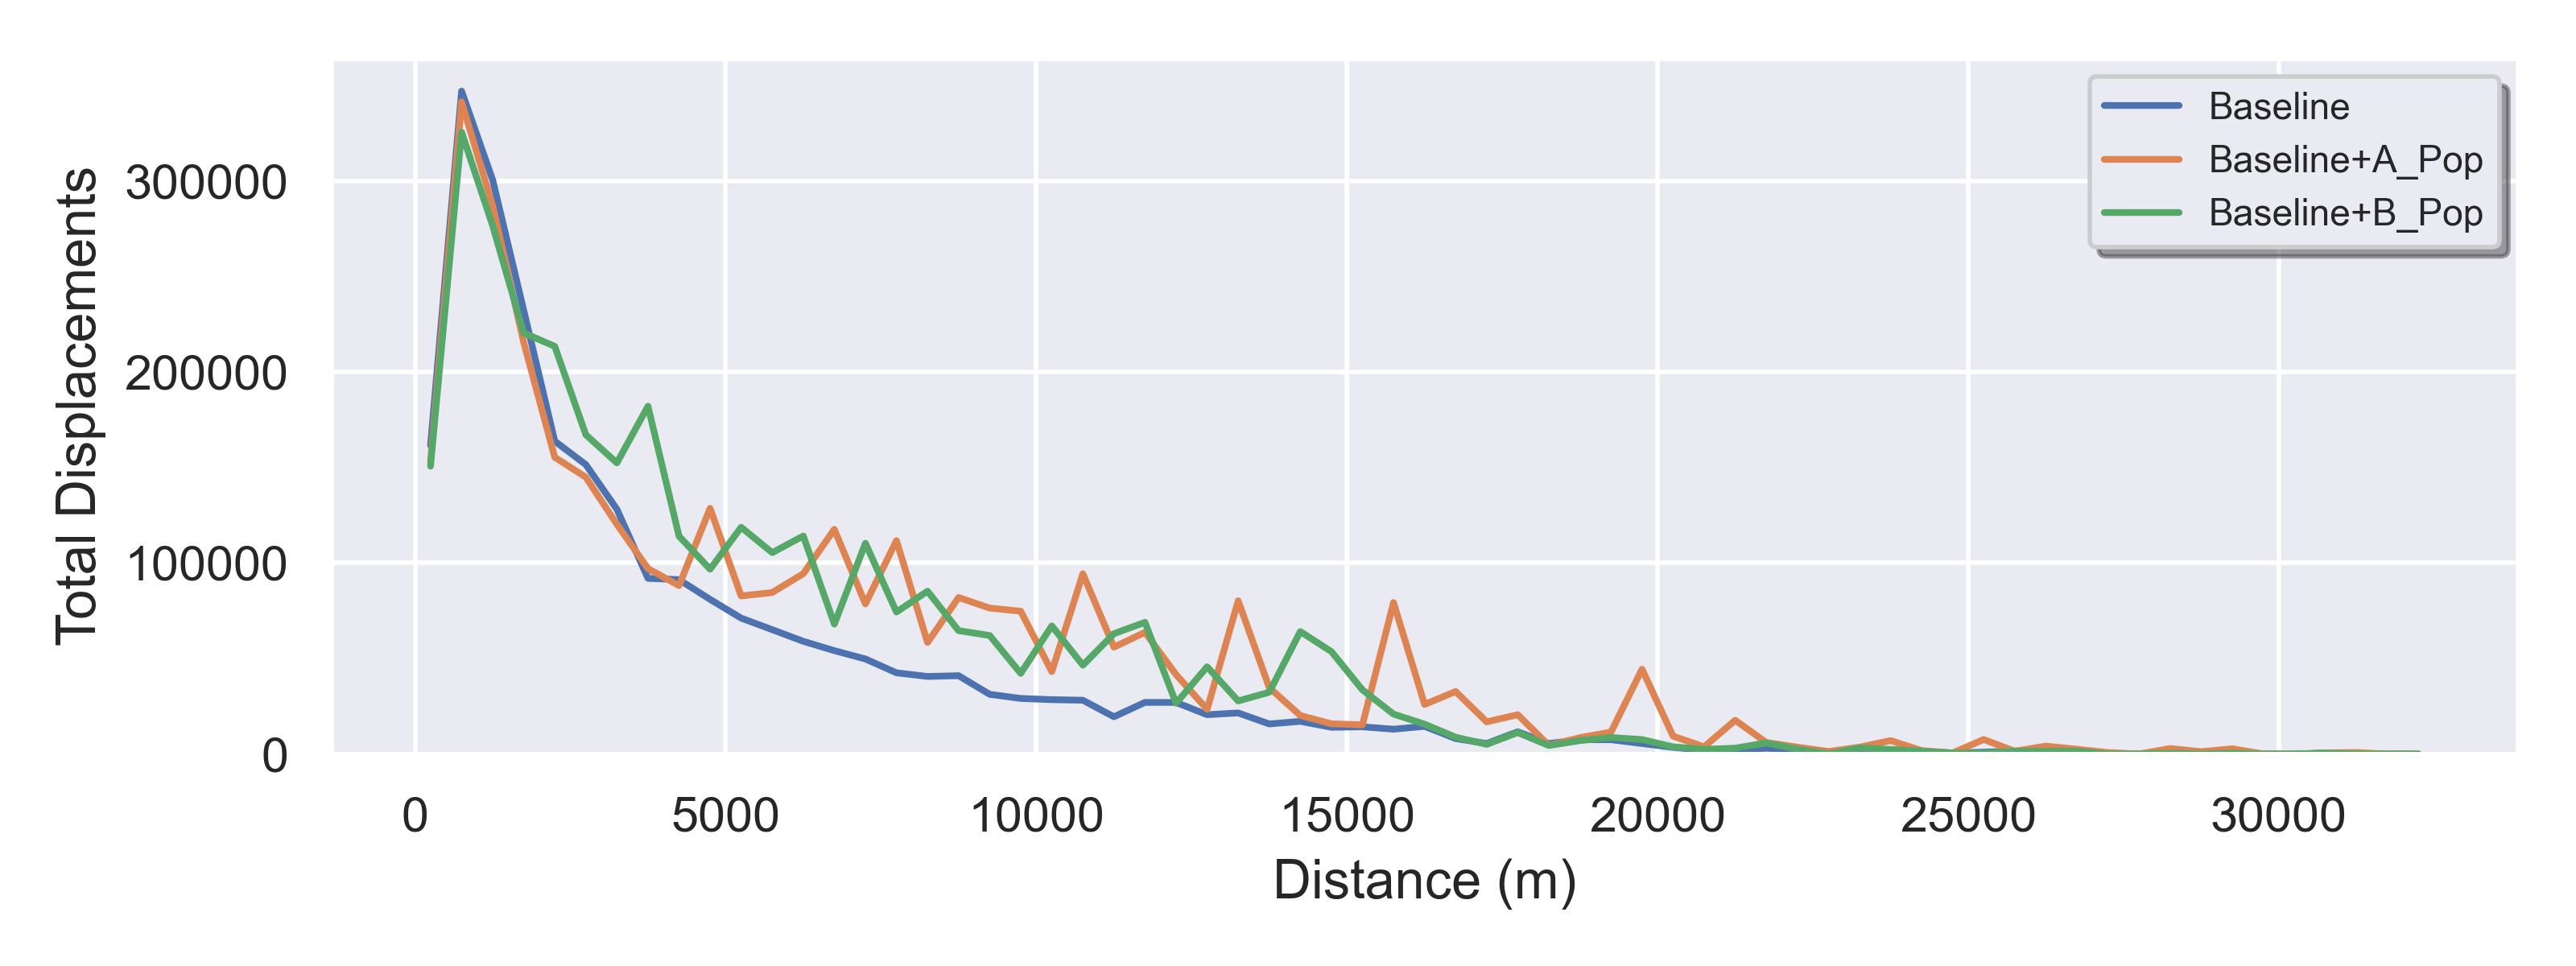 Baseline
Baseline+A_Pop
Baseline+B_Pop
Total Displacements
300000
200000
100000
0
0 5000 10000 15000 20000 25000 30000
Distance (m)